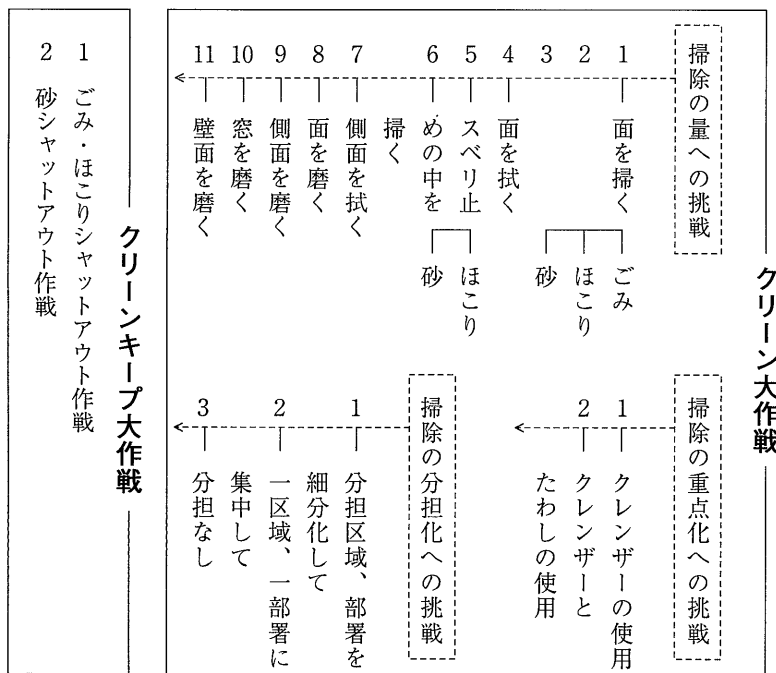 クリーン大作戦
掃除の量への挑戦
1 面を掃く ごみ
2 ほこり
3 砂
4 面を拭く
5 スベリ止 ほこり
6 めの中を 砂
掃く
7 側面を拭く
8 面を磨く
9 側面を磨く
10 窓を磨く
11 壁面を磨く
掃除の重点化への挑戦
1 クレンザーの使用
2 クレンザーと
たわしの使用
掃除の分担化への挑戦
1 分担区域、部署を
細分化して
2 一区域、一部署に
集中して
3 分担なし
クリーンキープ大作戦
1 ごみ・ほこりシャットアウト作戦
2 砂シャットアウト作戦